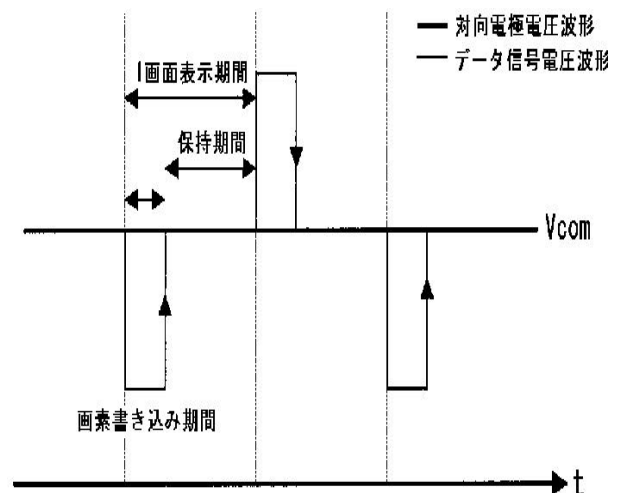 対向電極電圧波形
データ信号電圧波形
1画面表示期間
保持期間
Vcom
画素書き込み期間
t